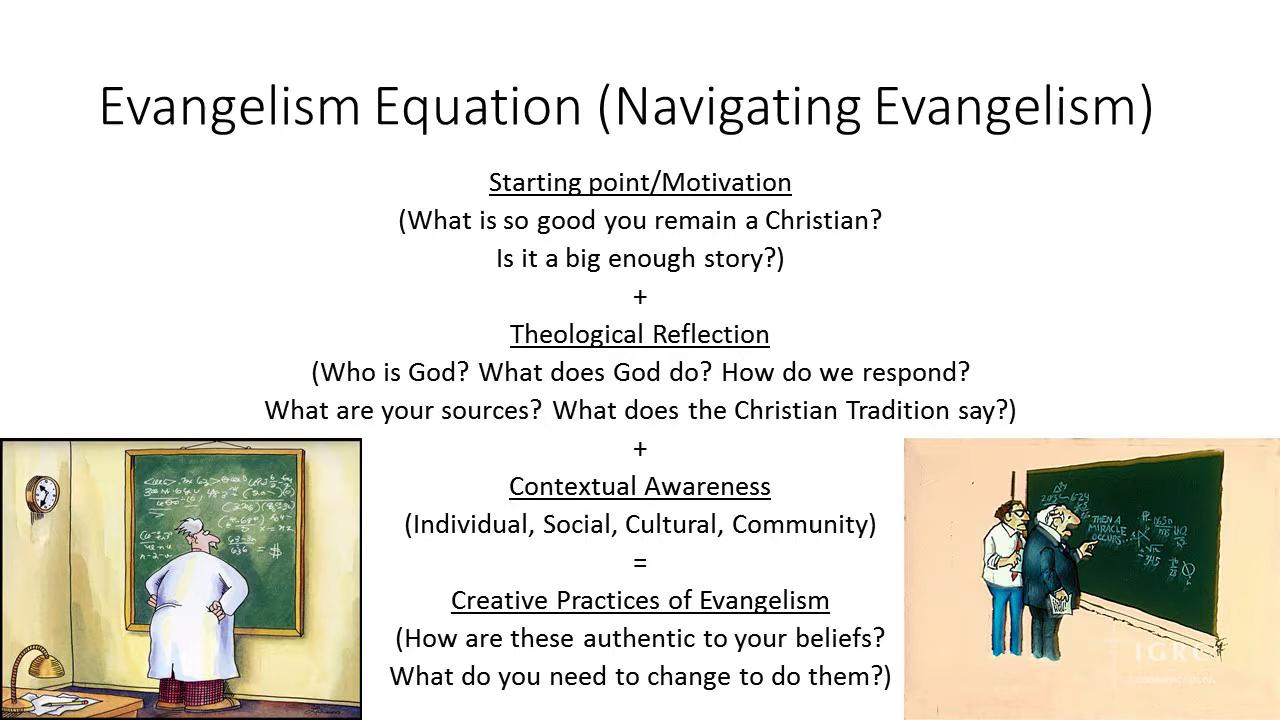 Evangelism Equation (Navigating Evangelism)
Starting point/Motivation
(What is so good you remain a Christian?
Is it a big enough story?)
+
Theological Reflection
(Who is God? What does God do? How do we respond?
What are your sources? What does the Christian Tradition say?)
+
Contextual Awareness
(Individual, Social, Cultural, Community)
=
Creative Practices of Evangelism
(How are these authentic to your beliefs?
What do you need to change to do them?)
= $
THEN A
MIRACLE
OCCURS
IGRC